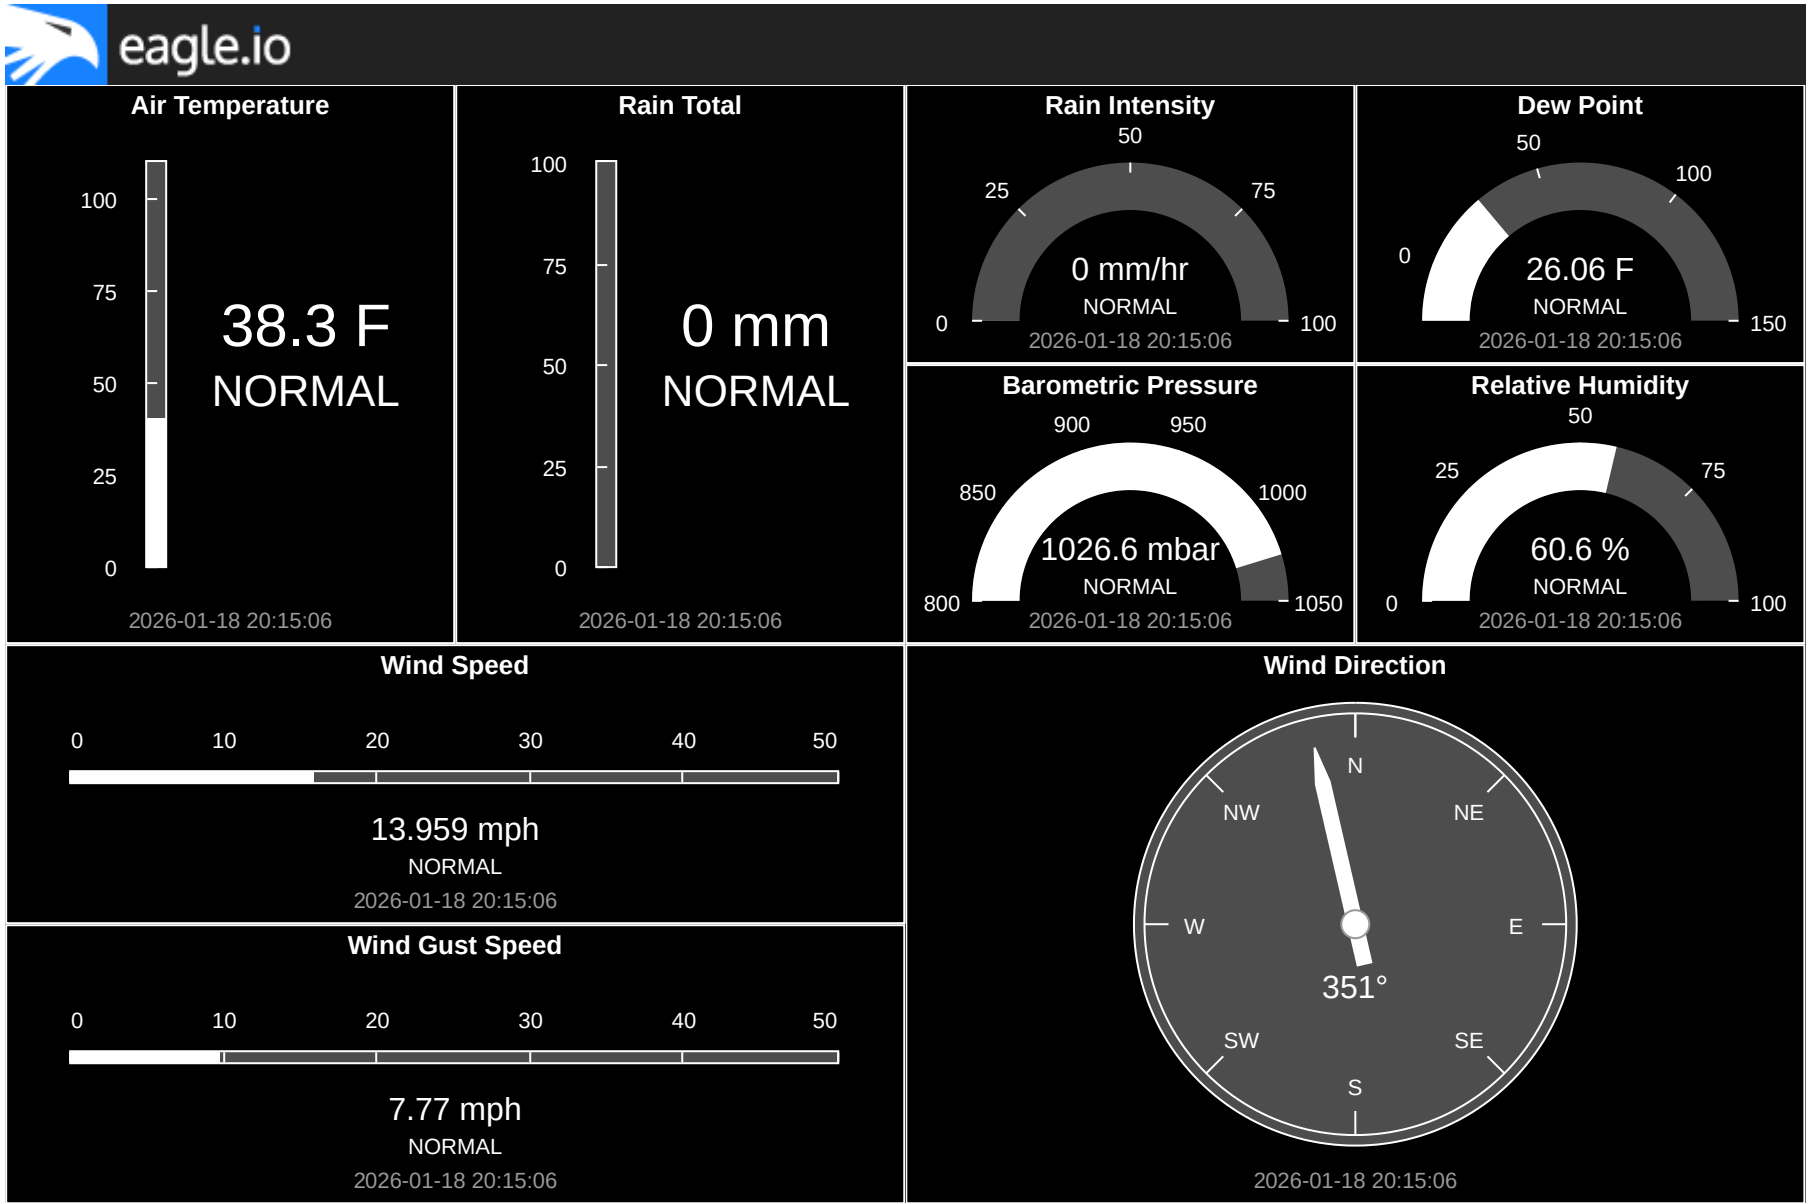 eagle.io
Air Temperature
100
75
50
25
0
38.3 F
NORMAL
2026-01-18 20:15:06
Rain Total
100
75
50
25
0
0 mm
NORMAL
2026-01-18 20:15:06
Rain Intensity
0
25
50
75
100
0 mm/hr
NORMAL
2026-01-18 20:15:06
Dew Point
0
50
100
150
26.06 F
NORMAL
2026-01-18 20:15:06
Barometric Pressure
800
850
900
950
1000
1050
1026.6 mbar
NORMAL
2026-01-18 20:15:06
Relative Humidity
0
25
50
75
100
60.6 %
NORMAL
2026-01-18 20:15:06
Wind Speed
0 10 20 30 40 50
13.959 mph
NORMAL
2026-01-18 20:15:06
Wind Gust Speed
0 10 20 30 40 50
7.77 mph
NORMAL
2026-01-18 20:15:06
Wind Direction
N
NW NE
W E
351°
SW SE
S
2026-01-18 20:15:06